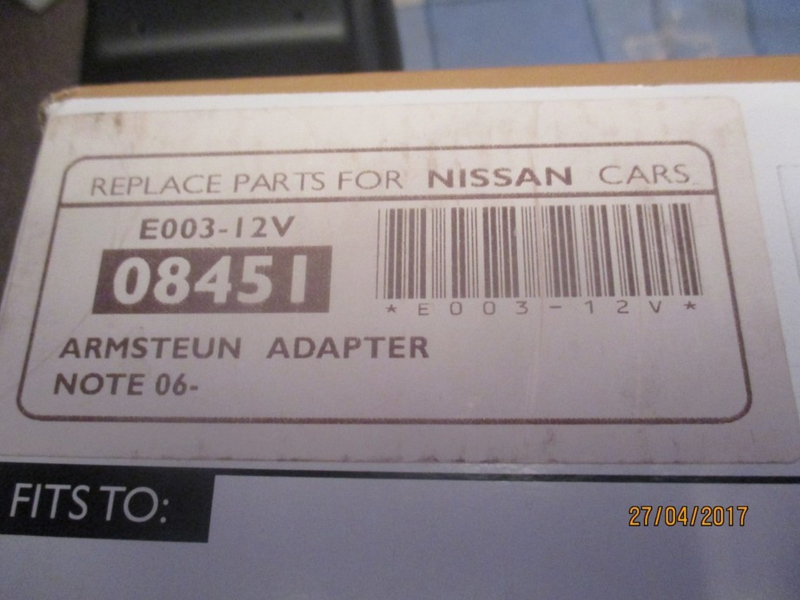 REPLACE PARTS FOR NISSAN CARS.
E003-12V
08451
*E003-12V*
ARMSTEUN ADAPTER
NOTE 06-
FITS TO:
27/04/2017